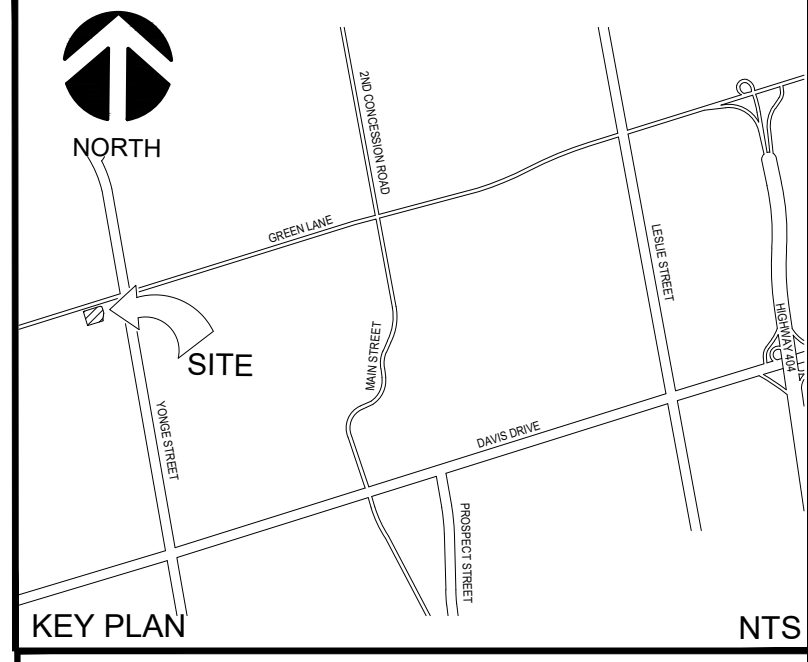 NORTH
2ND CONCESSION ROAD
GREEN LANE
LESLIE STREET
HIGHWAY 404
SITE
MAIN STREET
YONGE STREET
DAVIS DRIVE
PROSPECT STREET
KEY PLAN
NTS